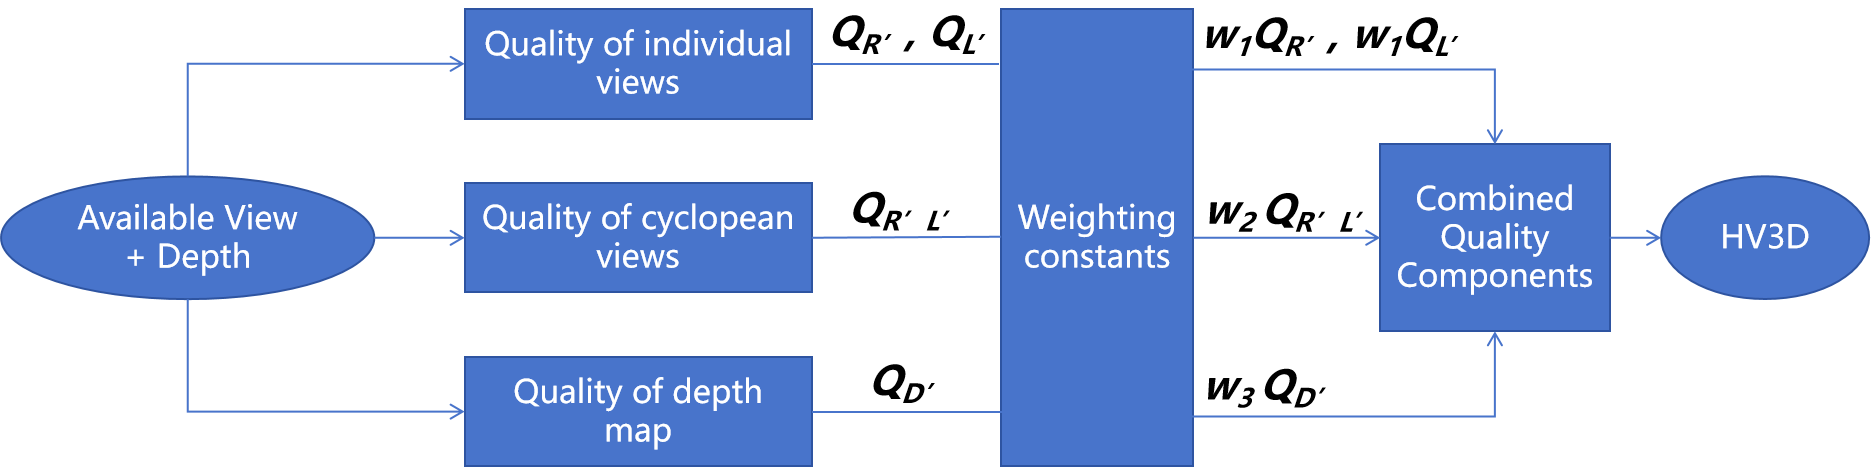 Quality of individual
views
Q_R′ , Q_L′
w_1Q_R′ , w_1Q_L′
Available View
+ Depth
Quality of cyclopean
views
Q_R′ L′
Weighting
constants
w_2 Q_R′ L′
Combined
Quality
Components
HV3D
Quality of depth
map
Q_D′
w_3 Q_D′